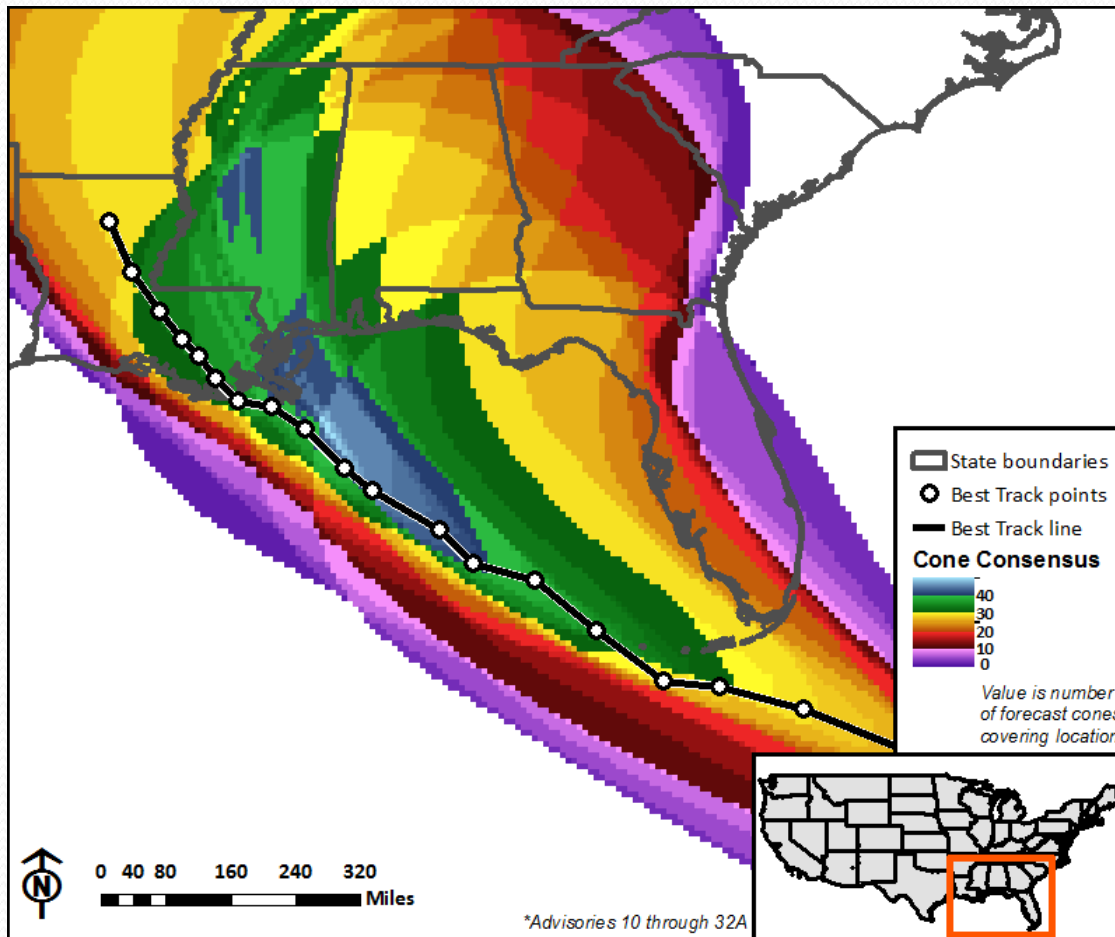 State boundaries
Best Track points
Best Track line
Cone Consensus
40
30
20
10
0
Value is number
of forecast cones
covering location
N
0 40 80 160 240 320
Miles
*Advisories 10 through 32A